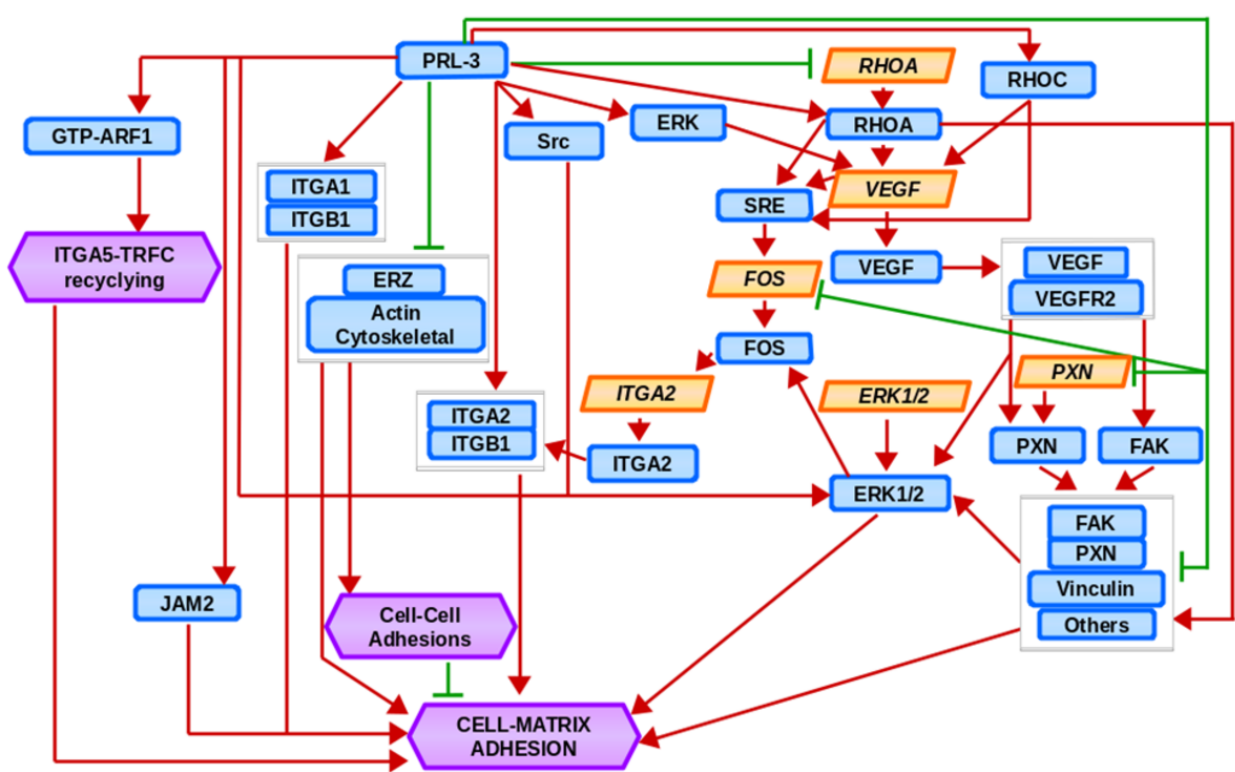 PRL-3
RHOA
RHOC
GTP-ARF1
Src
ERK
RHOA
ITGA1
ITGB1
SRE
VEGF
ITGA5-TRFC
recyclying
ERZ
Actin
Cytoskeletal
FOS
VEGF
VEGF
VEGFR2
FOS
ITGA2
ERK1/2
PXN
ITGA2
ITGB1
ITGA2
PXN
FAK
ERK1/2
FAK
PXN
Vinculin
Others
JAM2
Cell-Cell
Adhesions
CELL-MATRIX
ADHESION